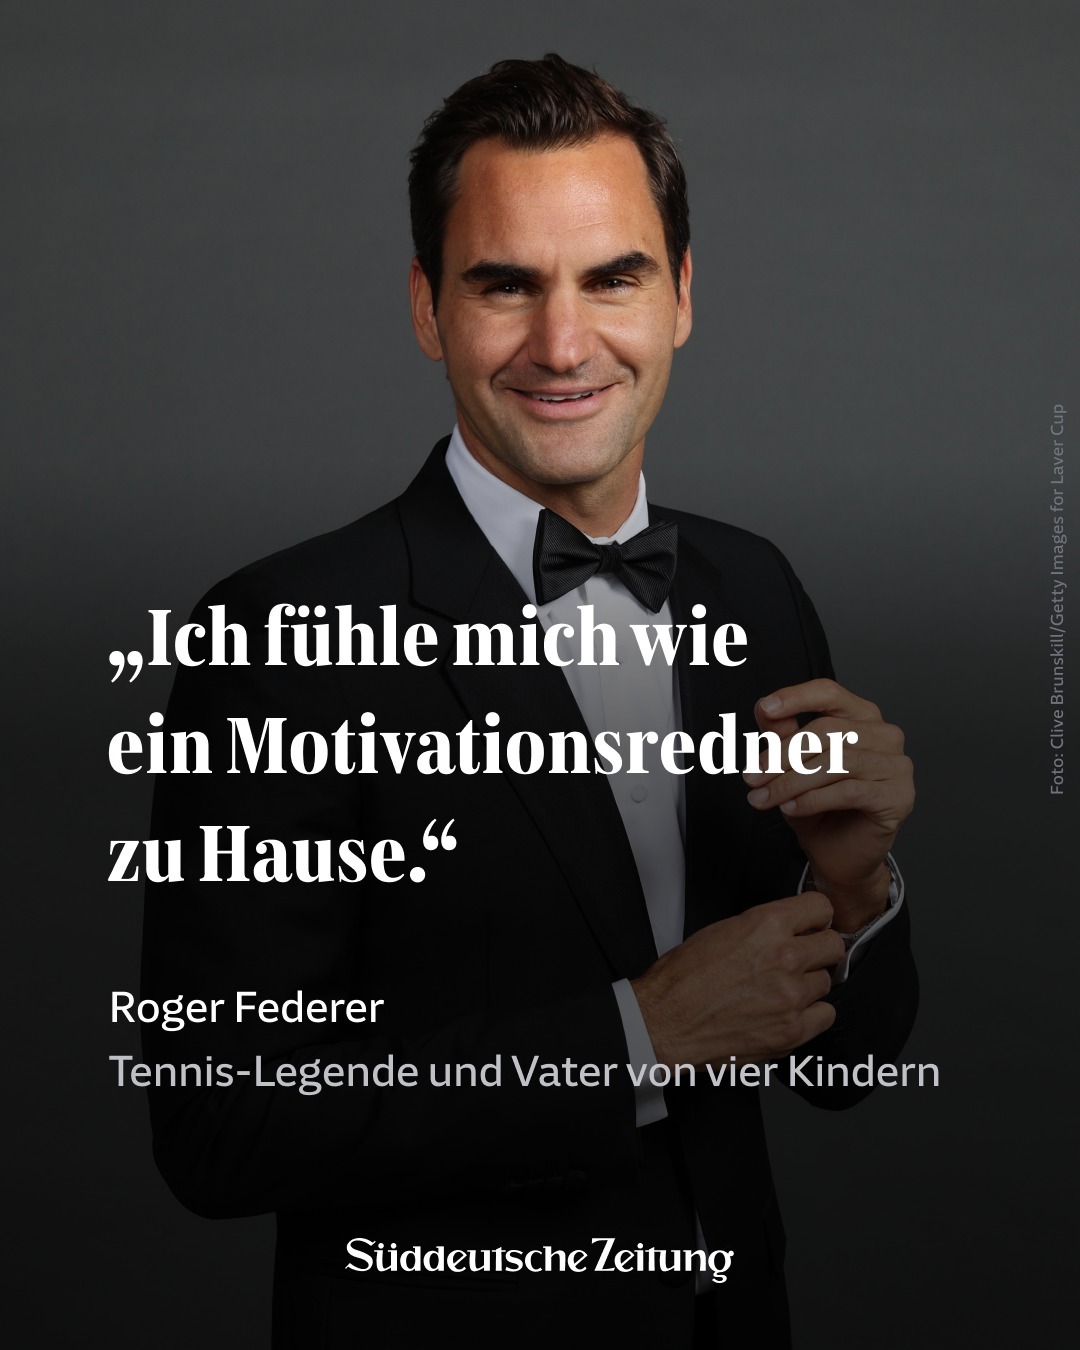 „Ich fühle mich wie
ein Motivationsredner
zu Hause.“
Roger Federer
Tennis-Legende und Vater von vier Kindern
Süddeutsche Zeitung
Foto: Clive Brunskill/Getty Images for Laver Cup